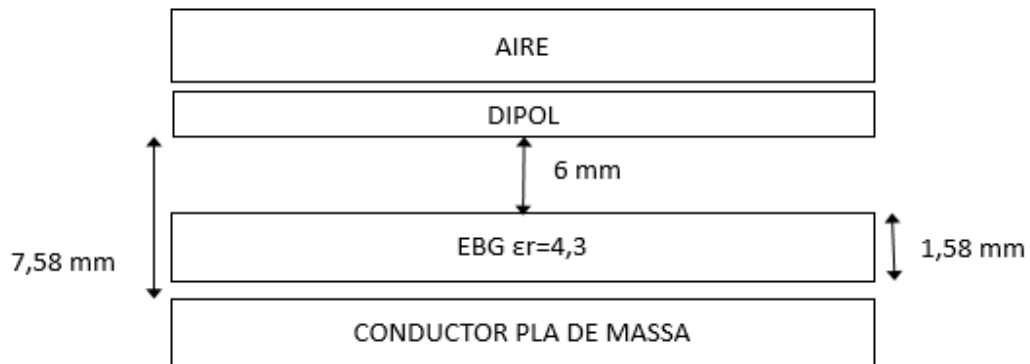 AIRE
DIPOL
6 mm
EBG εr=4,3
7,58 mm
1,58 mm
CONDUCTOR PLA DE MASSA